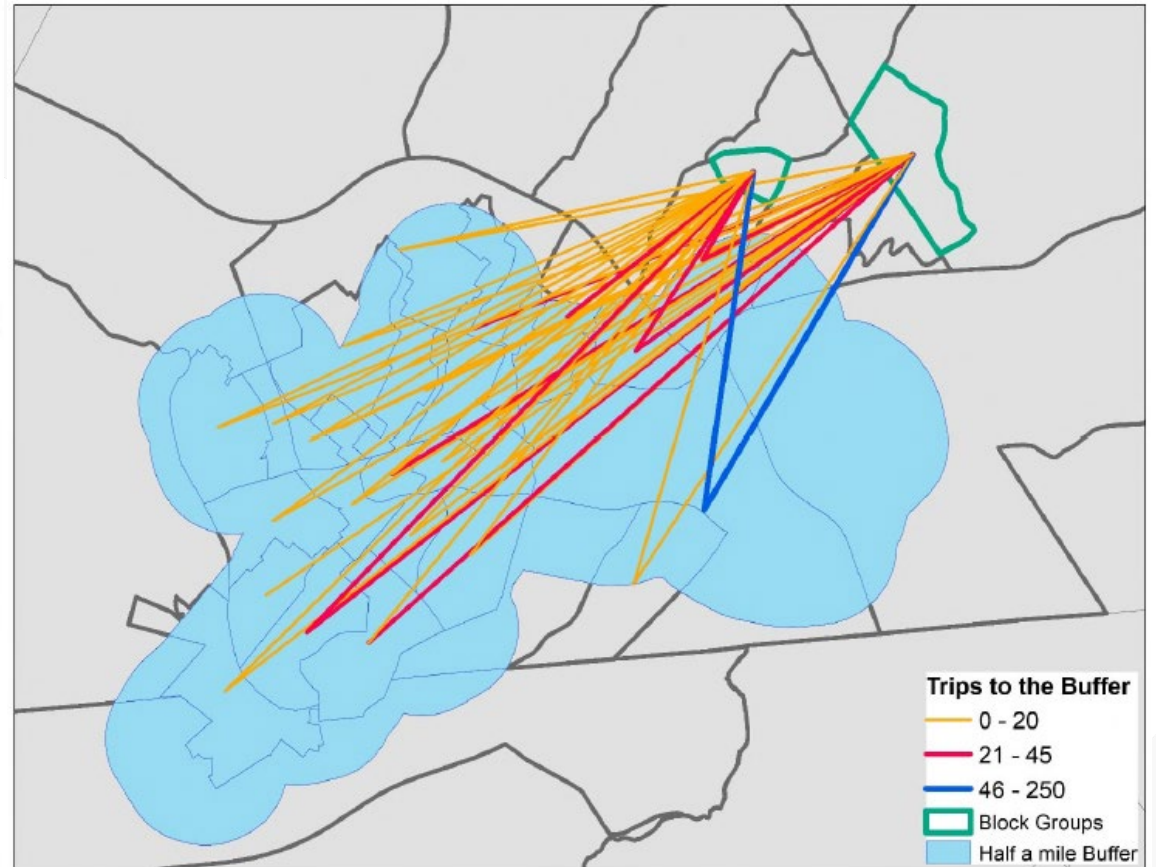 Trips to the Buffer
0 - 20
21 - 45
46 - 250
Block Groups
Half a mile Buffer